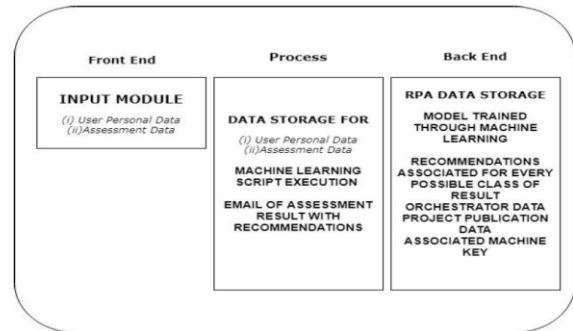 Front End
Process
Back End
INPUT MODULE
(i) User Personal Data
(ii)Assessment Data
DATA STORAGE FOR
(i) User Personal Data
(ii)Assessment Data
MACHINE LEARNING
SCRIPT EXECUTION
EMAIL OF ASSESSMENT
RESULT WITH
RECOMMENDATIONS
RPA DATA STORAGE
MODEL TRAINED
THROUGH MACHINE
LEARNING
RECOMMENDATIONS
ASSOCIATED FOR EVERY
POSSIBLE CLASS OF
RESULT
ORCHESTRATOR DATA
PROJECT PUBLICATION
DATA
ASSOCIATED MACHINE
KEY